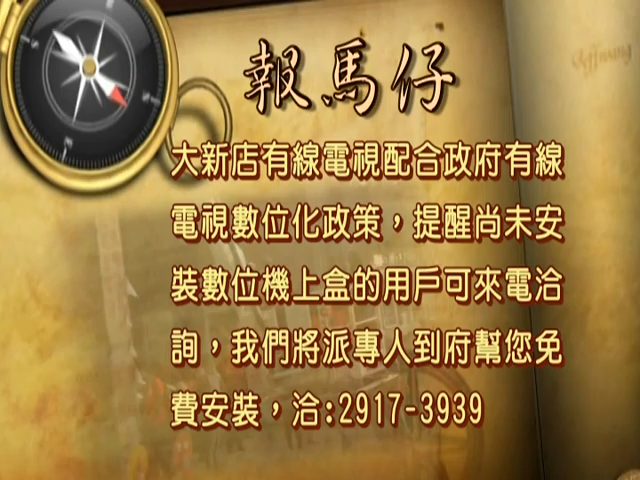 報馬仔
大新店有線電視配合政府有線
電視數位化政策，提醒尚未安
裝數位機上盒的用戶可來電洽
詢，我們將派專人到府幫您免
費安裝，洽:2917-3939